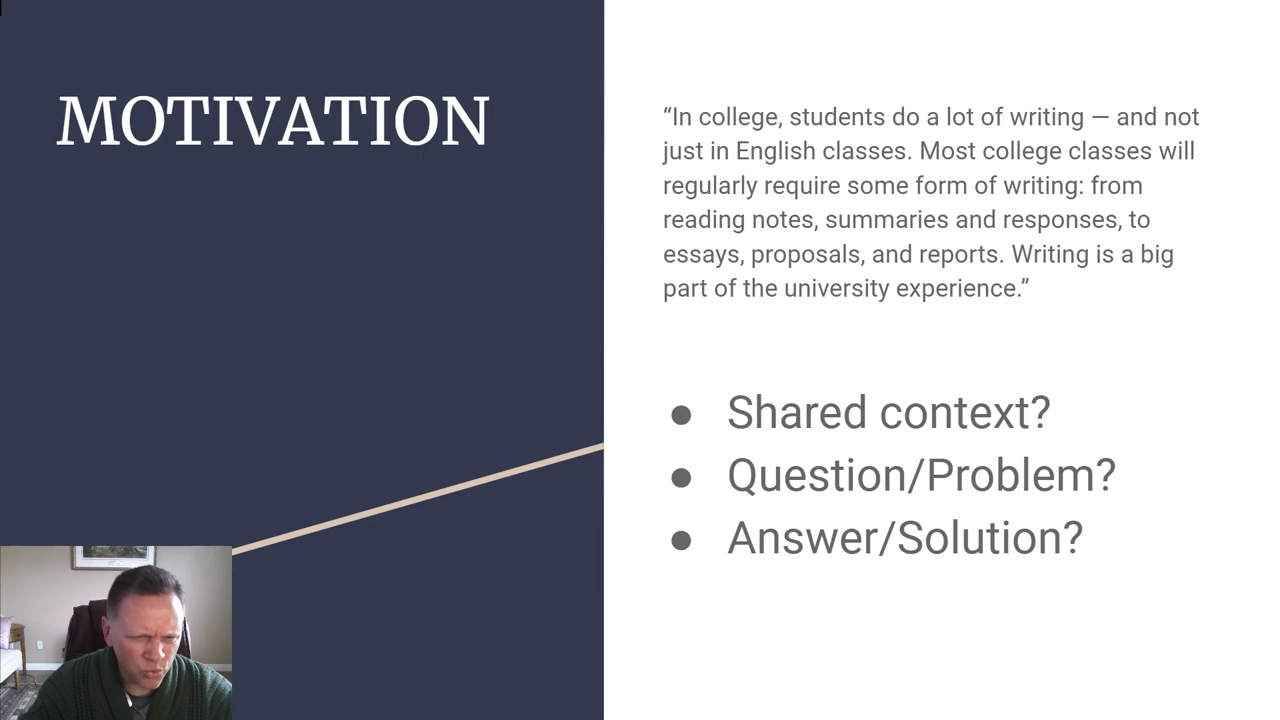 MOTIVATION
“In college, students do a lot of writing — and not
just in English classes. Most college classes will
regularly require some form of writing: from
reading notes, summaries and responses, to
essays, proposals, and reports. Writing is a big
part of the university experience.”
● Shared context?
● Question/Problem?
● Answer/Solution?